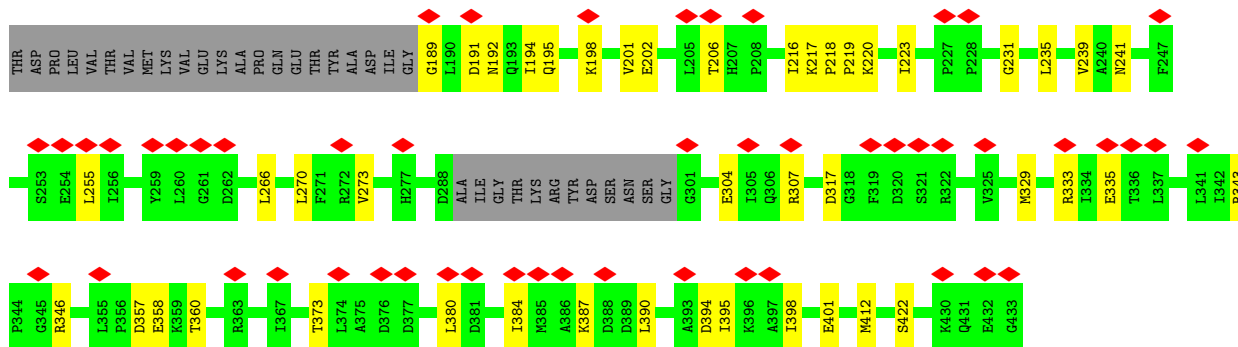 THR ASP PRO LEU VAL THR VAL MET LYS VAL GLU LYS ALA PRO GLN GLU THR TYR ALA ASP ILE GLY G189 L190 D191 N192 Q193 I194 Q195 K198 V201 E202 L205 T206 H207 P208 I216 K217 P218 P219 K220 I223 P227 P228 G231 L235 V239 A240 N241 F247
S253 E254 L255 I256 Y259 L260 G261 D262 L266 L270 F271 R272 V273 H277 D288 ALA ILE GLY THR LYS ARG TYR ASP SER ASN SER GLY G301 E304 I305 Q306 R307 D317 G318 F319 D320 S321 R322 V325 M329 R333 I334 E335 T336 L337 L341 I342 R343
P344 G345 R346 L355 P356 D357 E358 K359 T360 R363 I367 T373 L374 A375 D376 D377 L380 D381 I384 M385 A386 K387 D388 D389 L390 A393 D394 I395 K396 A397 I398 E401 M412 S422 K430 Q431 E432 G433